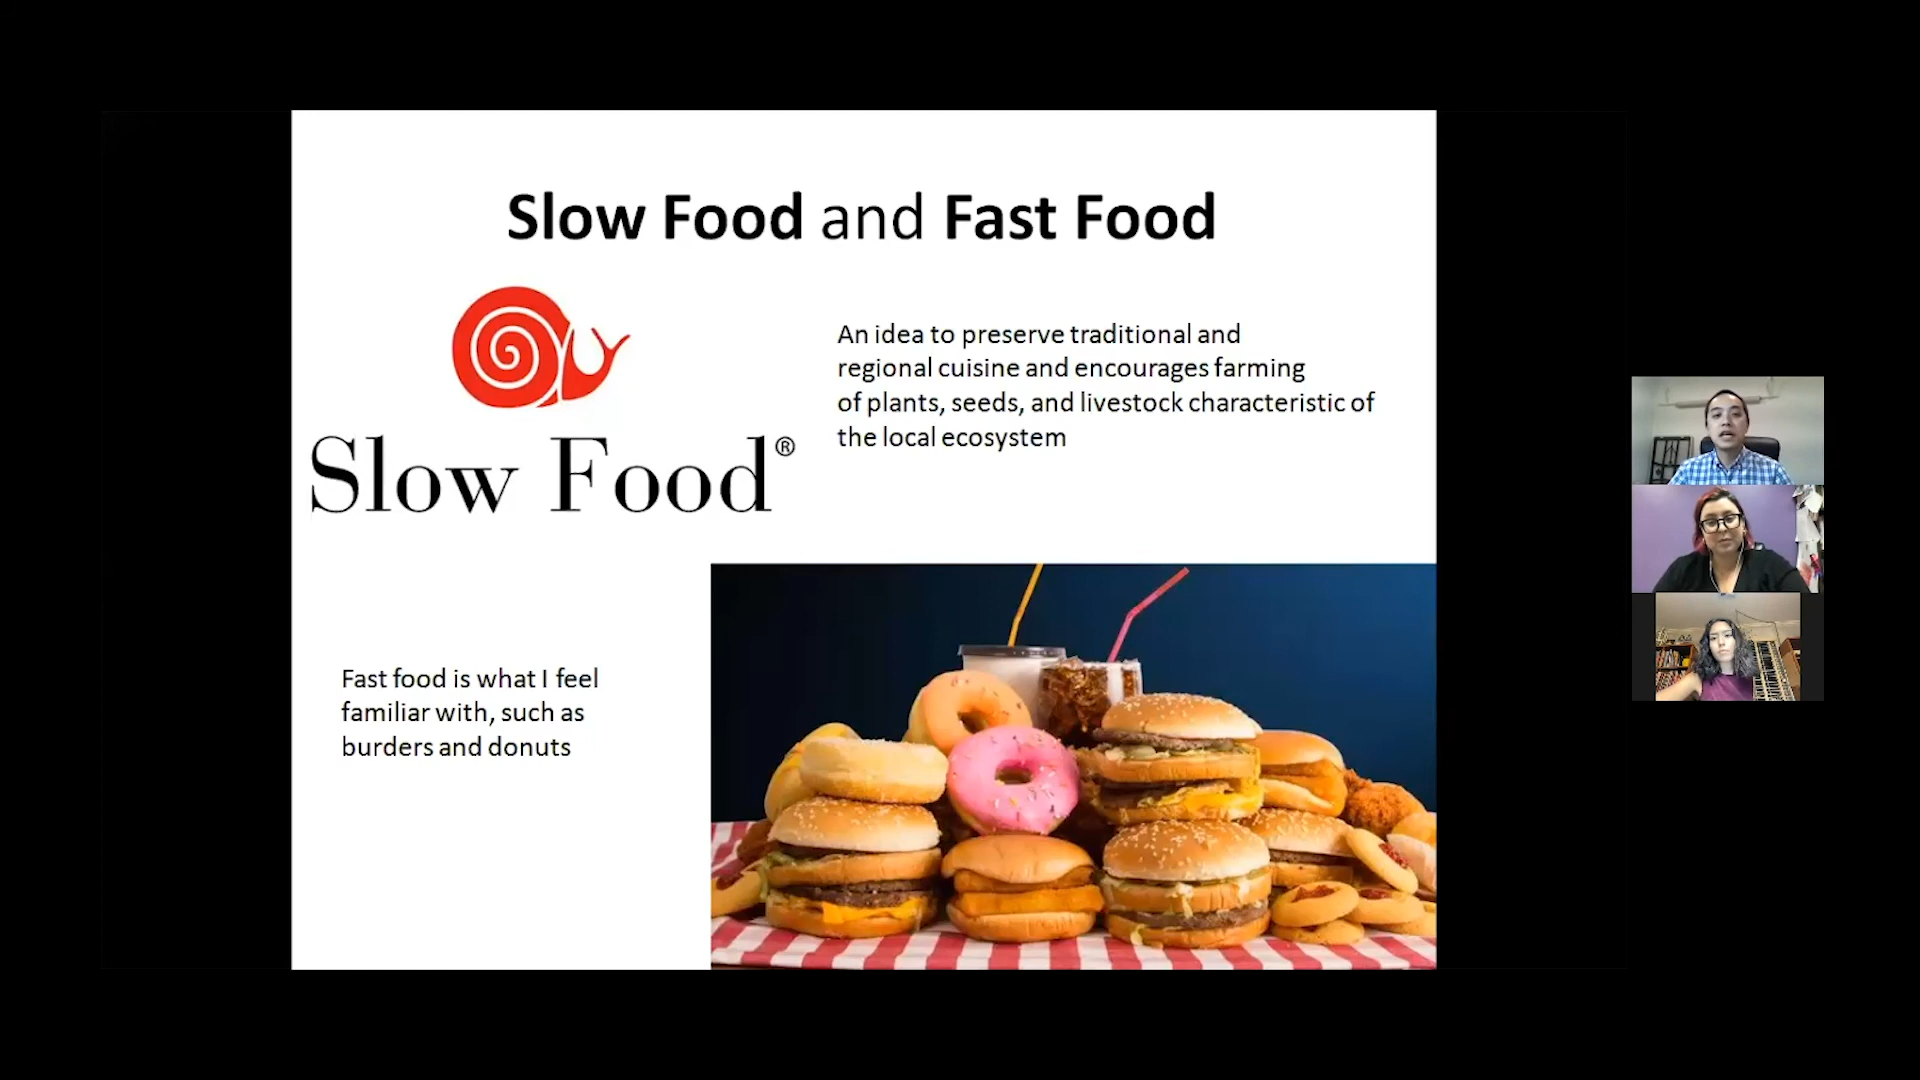 Slow Food and Fast Food
An idea to preserve traditional and
regional cuisine and encourages farming
of plants, seeds, and livestock characteristic of
the local ecosystem
Slow Food®
Fast food is what I feel
familiar with, such as
burders and donuts